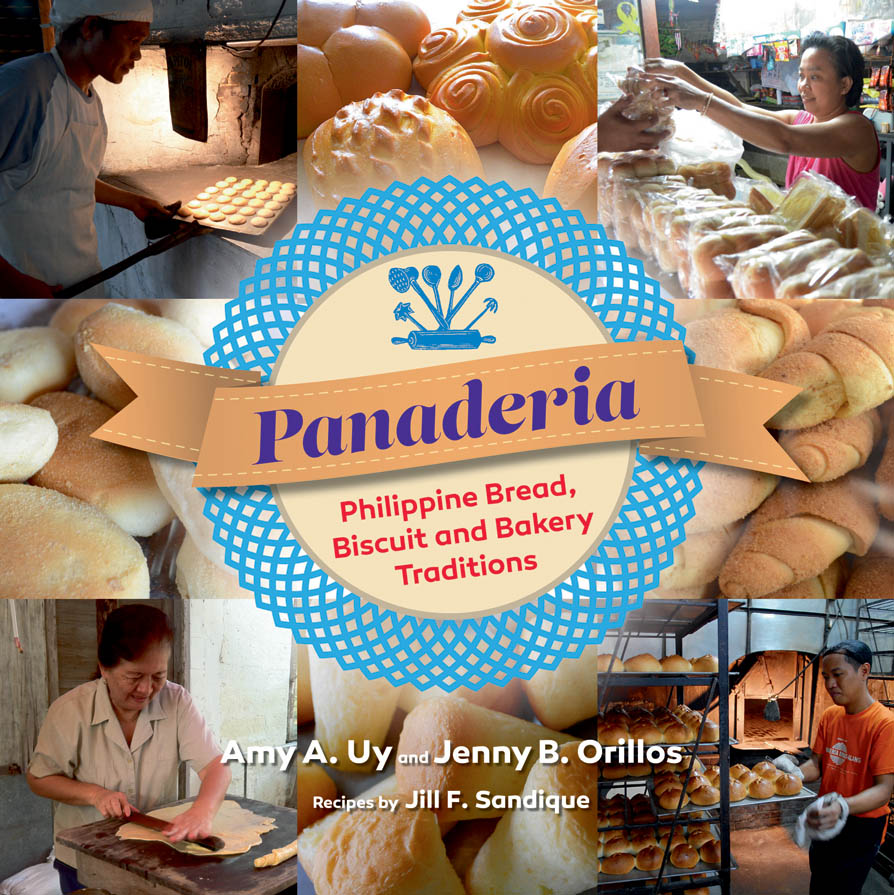 Panaderia
Philippine Bread,
Biscuit and Bakery
Traditions
Amy A. Uy and Jenny B. Orillos
Recipes by Jill F. Sandique